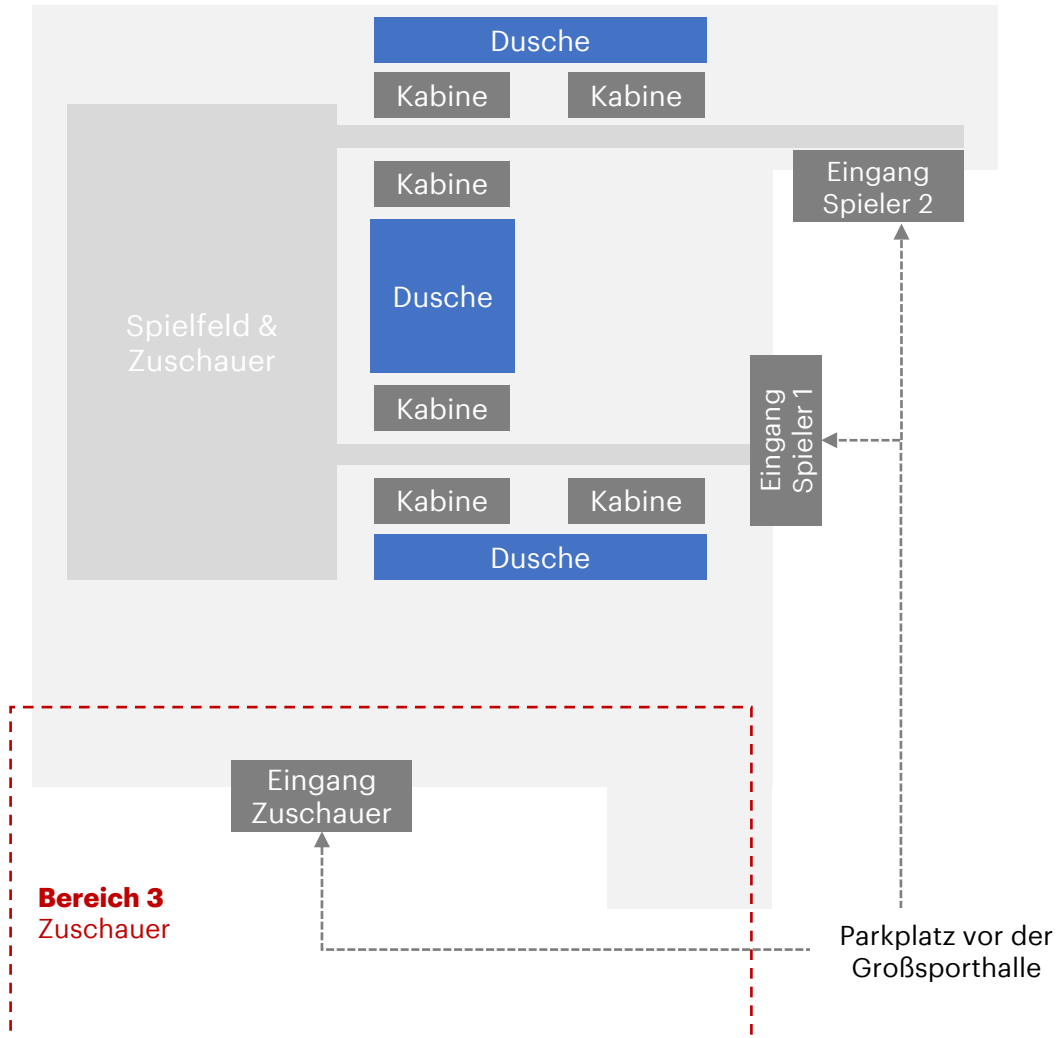 Dusche
Kabine
Kabine
Kabine
Eingang
Spieler 2
Dusche
Spielfeld &
Zuschauer
Kabine
Eingang
Spieler 1
Kabine
Kabine
Dusche
Eingang
Zuschauer
Bereich 3
Zuschauer
Parkplatz vor der
Großsporthalle